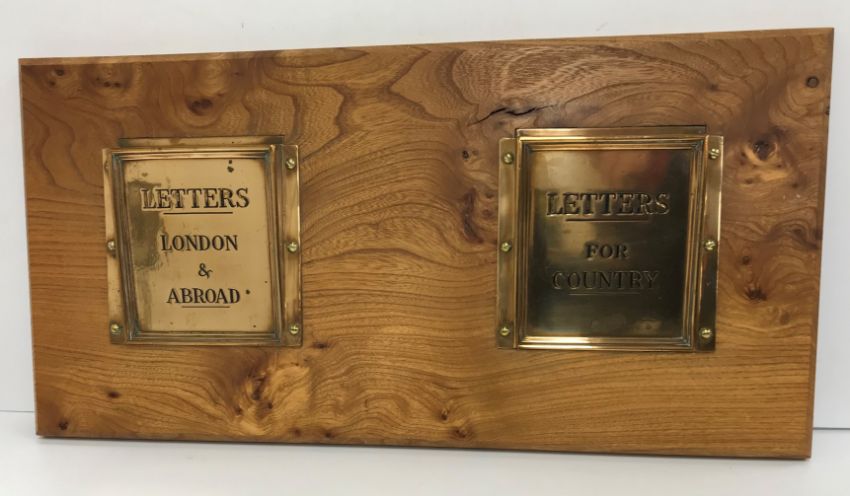 LETTERS
LONDON
&
ABROAD
LETTERS
FOR
COUNTRY